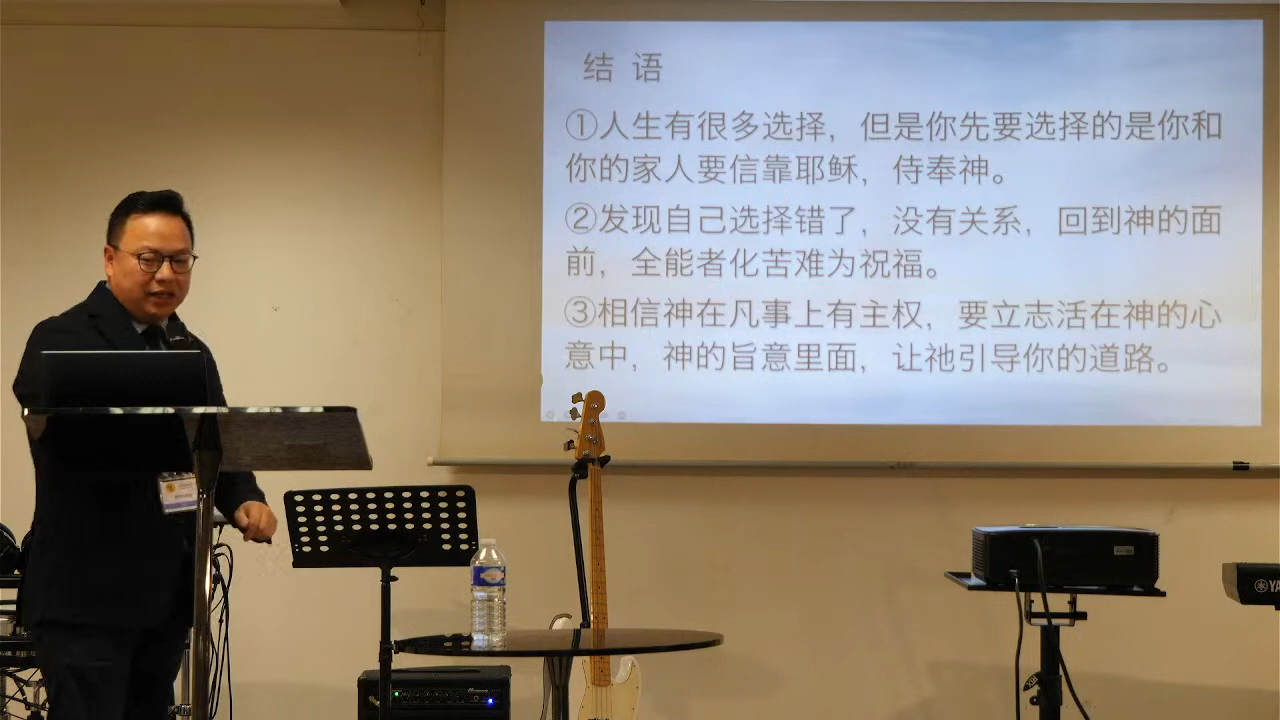 结 语
①人生有很多选择，但是你先要选择的是你和
你的家人要信靠耶稣，侍奉神。
②发现自己选择错了，没有关系，回到神的面
前，全能者化苦难为祝福。
③相信神在凡事上有主权，要立志活在神的心
意中，神的旨意里面，让祂引导你的道路。
YA